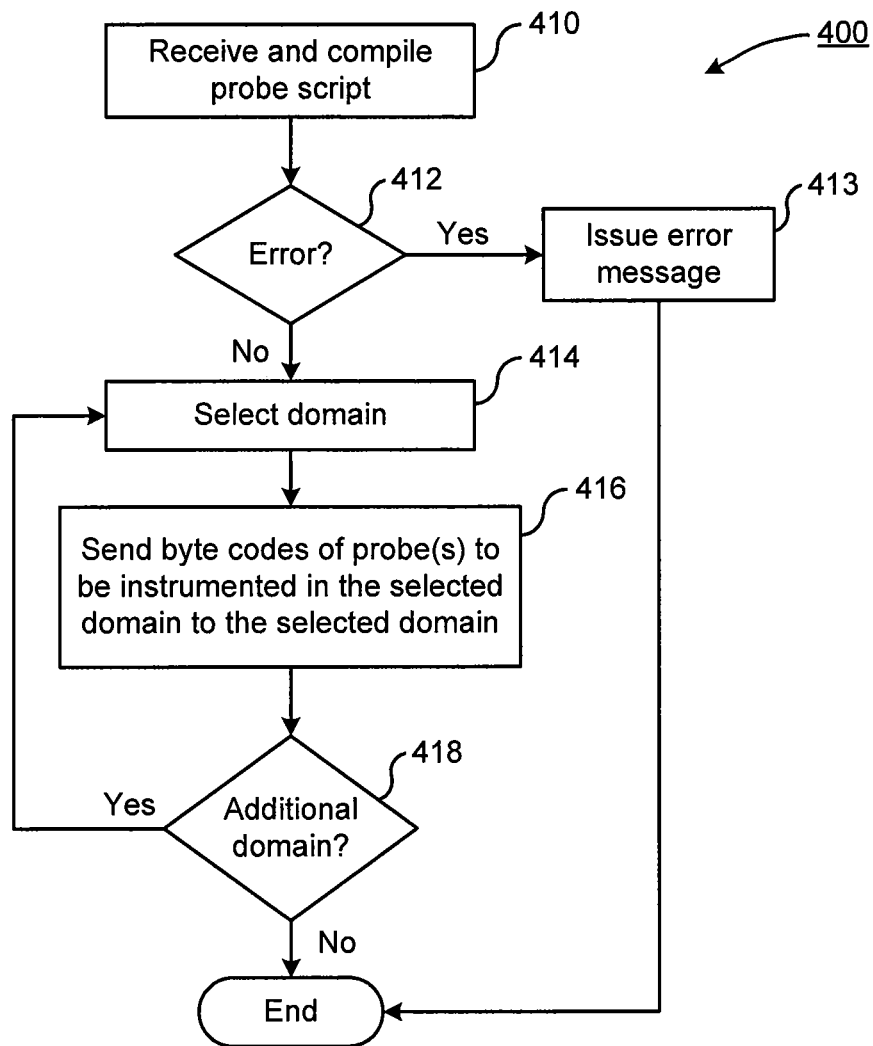 410
Receive and compile
probe script
400
412
Error?
Yes
413
Issue error
message
No
414
Select domain
416
Send byte codes of probe(s) to
be instrumented in the selected
domain to the selected domain
418
Yes
Additional
domain?
No
End